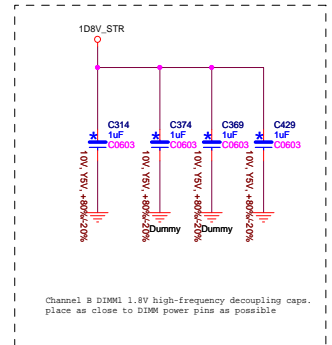 1D8V_STR
C314
1uF
C0603
10V, Y5V, +80%/-20%
C374
1uF
C0603
10V, Y5V, +80%/-20%
Dummy
C369
1uF
C0603
10V, Y5V, +80%/-20%
Dummy
C429
1uF
C0603
10V, Y5V, +80%/-20%
Channel B DIMM1 1.8V high-frequency decoupling caps.
place as close to DIMM power pins as possible